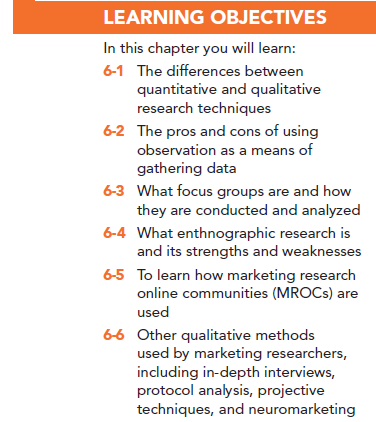 LEARNING OBJECTIVES
In this chapter you will learn:
6-1 The differences between
quantitative and qualitative
research techniques
6-2 The pros and cons of using
observation as a means of
gathering data
6-3 What focus groups are and how
they are conducted and analyzed
6-4 What enthnographic research is
and its strengths and weaknesses
6-5 To learn how marketing research
online communities (MROCs) are
used
6-6 Other qualitative methods
used by marketing researchers,
including in-depth interviews,
protocol analysis, projective
techniques, and neuromarketing